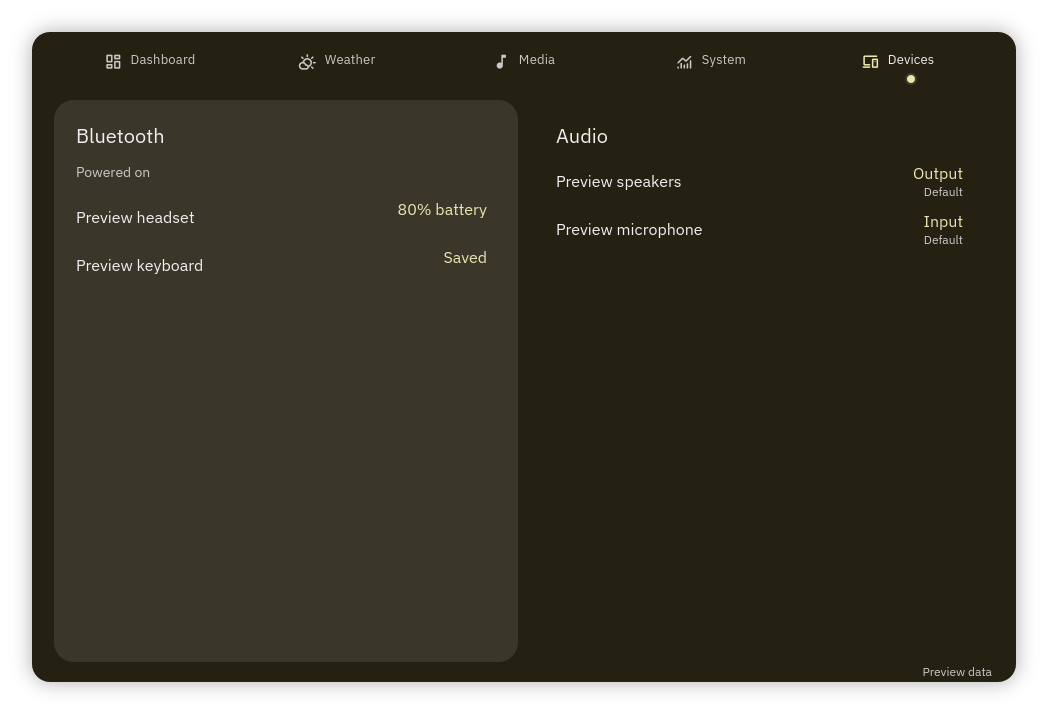 Dashboard
Weather
Media
System
Devices
Bluetooth
Powered on
Preview headset
80% battery
Preview keyboard
Saved
Audio
Preview speakers
Output
Default
Preview microphone
Input
Default
Preview data